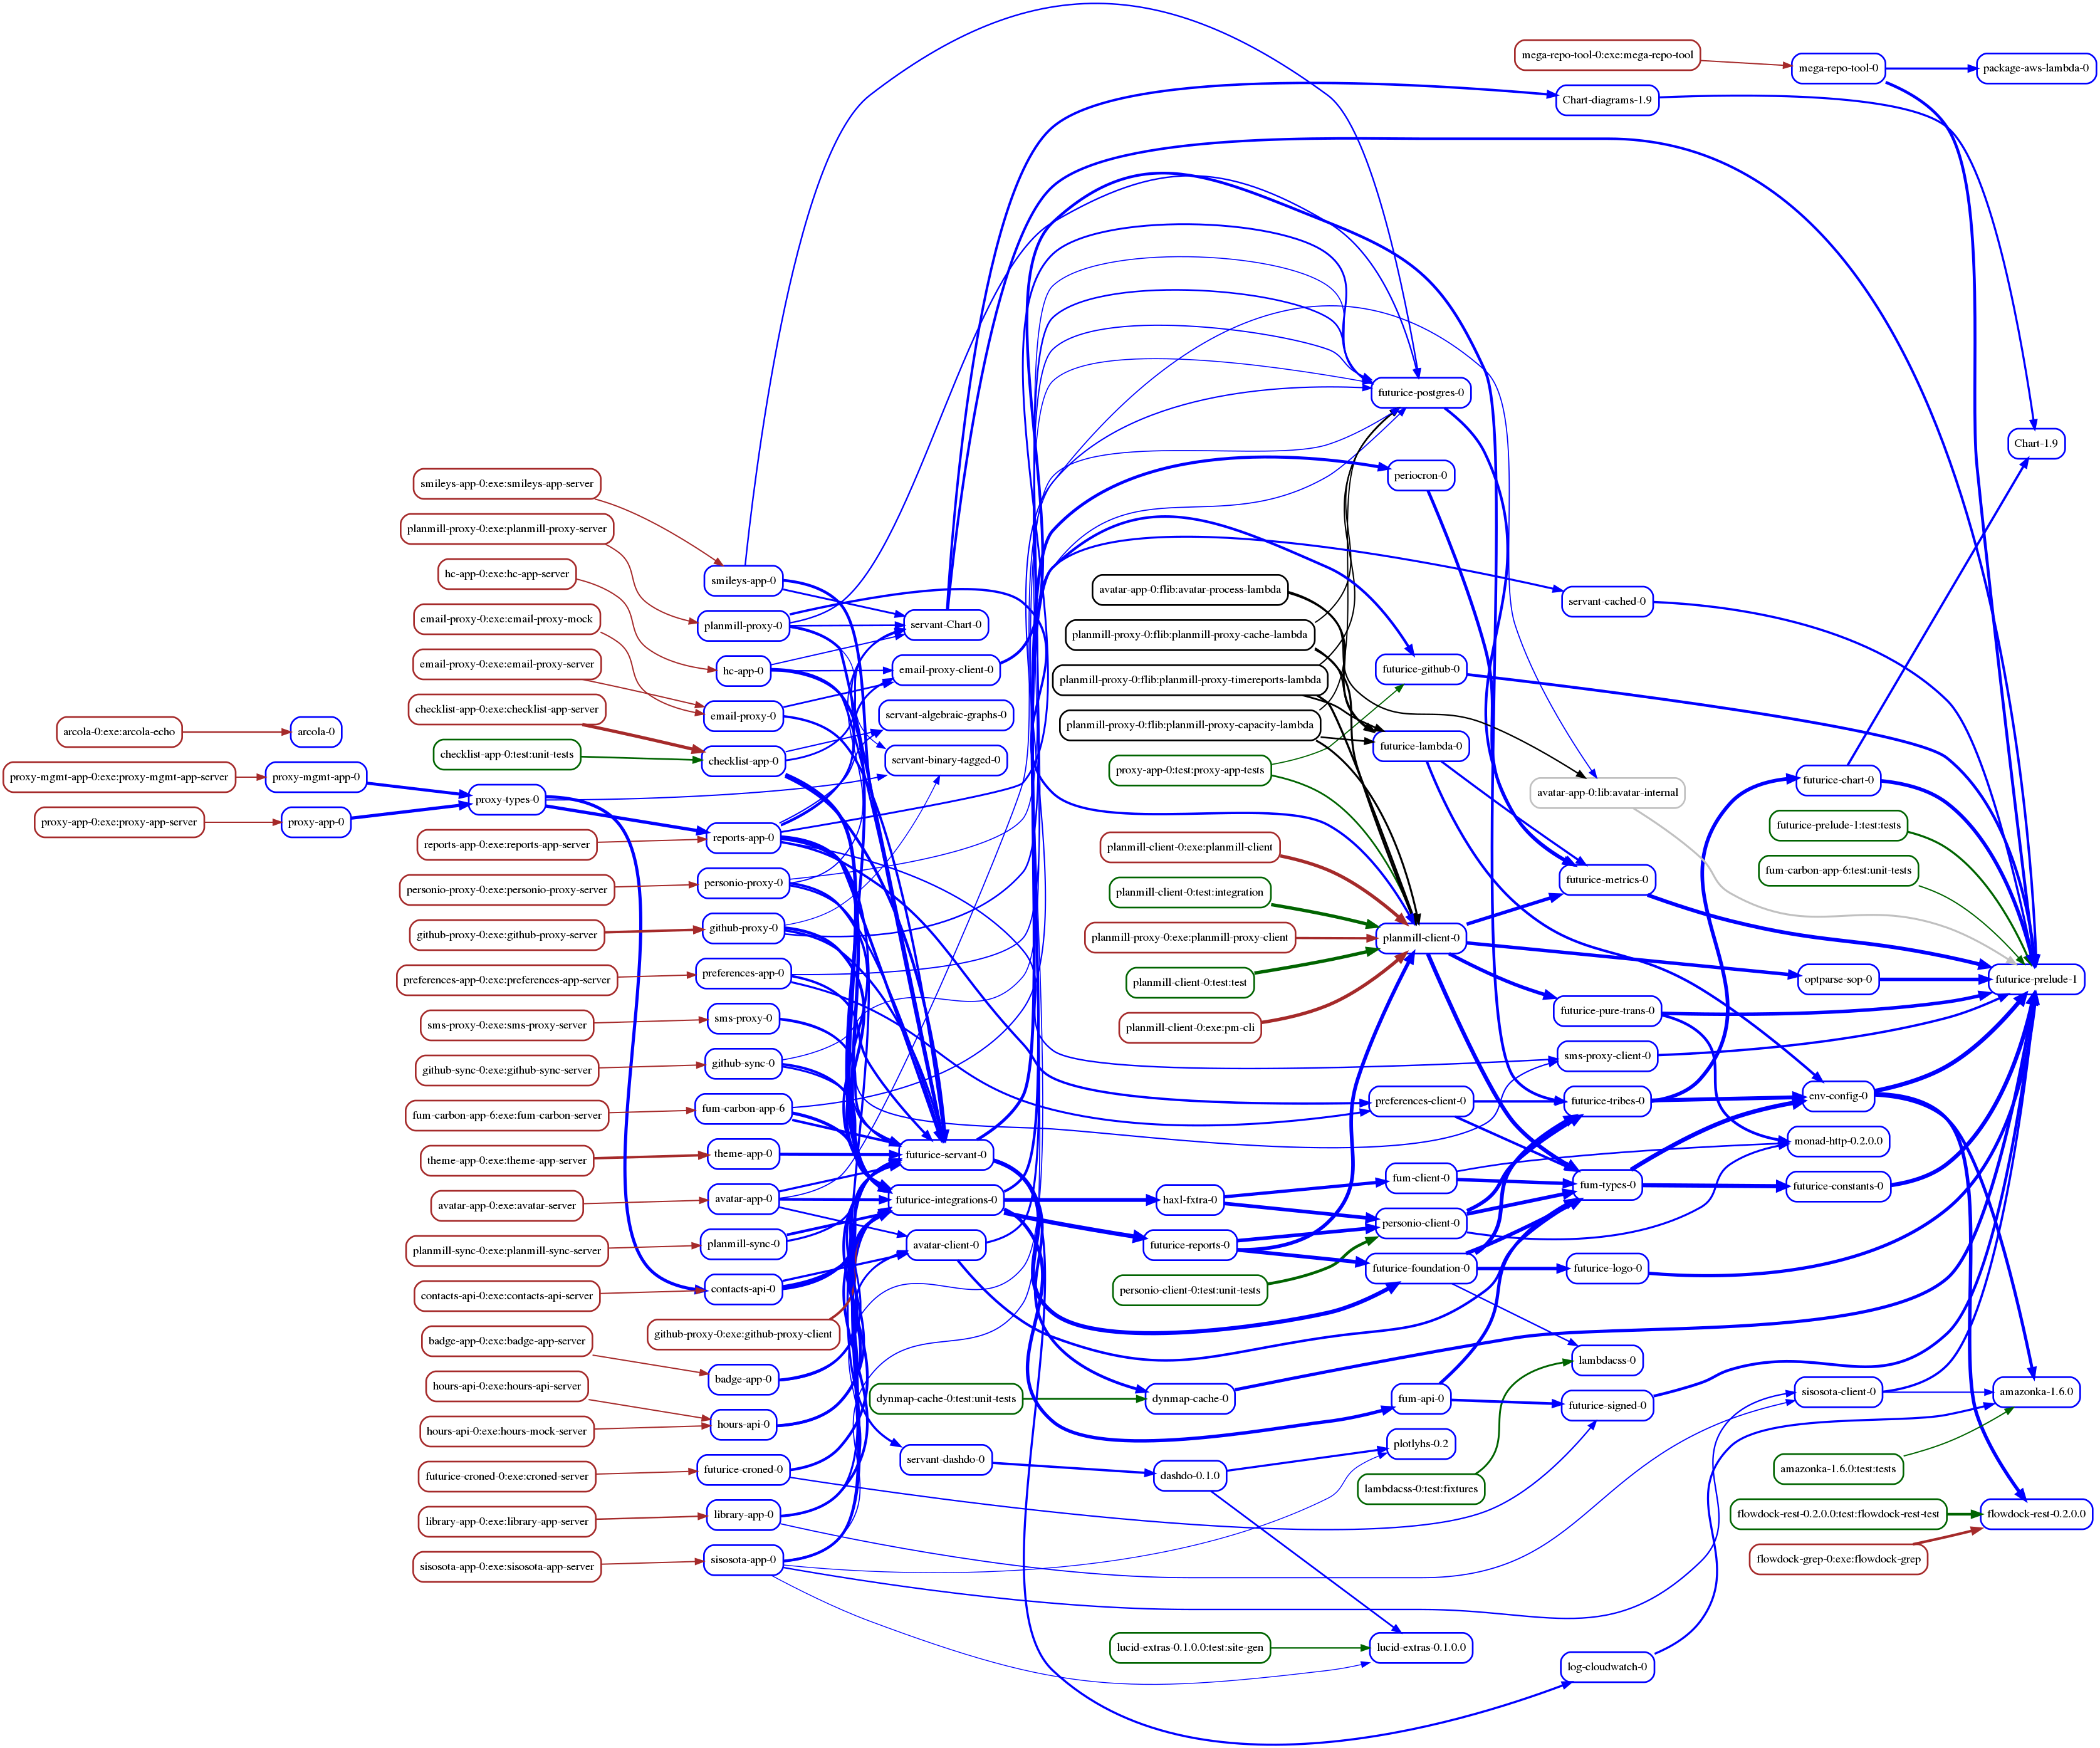 mega-repo-tool-0:exe:mega-repo-tool
mega-repo-tool-0
package-aws-lambda-0
Chart-diagrams-1.9
futurice-postgres-0
Chart-1.9
periocron-0
smileys-app-0:exe:smileys-app-server
planmill-proxy-0:exe:planmill-proxy-server
hc-app-0:exe:hc-app-server
smileys-app-0
avatar-app-0:flib:avatar-process-lambda
servant-cached-0
email-proxy-0:exe:email-proxy-mock
planmill-proxy-0
servant-Chart-0
planmill-proxy-0:flib:planmill-proxy-cache-lambda
email-proxy-0:exe:email-proxy-server
hc-app-0
email-proxy-client-0
planmill-proxy-0:flib:planmill-proxy-timereports-lambda
futurice-github-0
checklist-app-0:exe:checklist-app-server
email-proxy-0
servant-algebraic-graphs-0
planmill-proxy-0:flib:planmill-proxy-capacity-lambda
arcola-0:exe:arcola-echo
arcola-0
checklist-app-0:test:unit-tests
checklist-app-0
servant-binary-tagged-0
proxy-app-0:test:proxy-app-tests
futurice-lambda-0
proxy-mgmt-app-0:exe:proxy-mgmt-app-server
proxy-mgmt-app-0
proxy-types-0
avatar-app-0:lib:avatar-internal
futurice-chart-0
proxy-app-0:exe:proxy-app-server
proxy-app-0
reports-app-0:exe:reports-app-server
reports-app-0
planmill-client-0:exe:planmill-client
futurice-prelude-1:test:tests
personio-proxy-0:exe:personio-proxy-server
personio-proxy-0
planmill-client-0:test:integration
futurice-metrics-0
fum-carbon-app-6:test:unit-tests
github-proxy-0:exe:github-proxy-server
github-proxy-0
planmill-proxy-0:exe:planmill-proxy-client
planmill-client-0
preferences-app-0:exe:preferences-app-server
preferences-app-0
planmill-client-0:test:test
optparse-sop-0
futurice-prelude-1
sms-proxy-0:exe:sms-proxy-server
sms-proxy-0
planmill-client-0:exe:pm-cli
futurice-pure-trans-0
github-sync-0:exe:github-sync-server
github-sync-0
sms-proxy-client-0
fum-carbon-app-6:exe:fum-carbon-server
fum-carbon-app-6
preferences-client-0
futurice-tribes-0
env-config-0
theme-app-0:exe:theme-app-server
theme-app-0
futurice-servant-0
monad-http-0.2.0.0
avatar-app-0:exe:avatar-server
avatar-app-0
futurice-integrations-0
haxl-fxtra-0
fum-client-0
fum-types-0
futurice-constants-0
planmill-sync-0:exe:planmill-sync-server
planmill-sync-0
avatar-client-0
futurice-reports-0
personio-client-0
contacts-api-0:exe:contacts-api-server
contacts-api-0
personio-client-0:test:unit-tests
futurice-foundation-0
futurice-logo-0
badge-app-0:exe:badge-app-server
github-proxy-0:exe:github-proxy-client
lambdacss-0
hours-api-0:exe:hours-api-server
badge-app-0
dynmap-cache-0:test:unit-tests
dynmap-cache-0
fum-api-0
futurice-signed-0
sisosota-client-0
amazonka-1.6.0
hours-api-0:exe:hours-mock-server
hours-api-0
futurice-croned-0:exe:croned-server
futurice-croned-0
servant-dashdo-0
dashdo-0.1.0
plotlyhs-0.2
amazonka-1.6.0:test:tests
lambdacss-0:test:fixtures
library-app-0:exe:library-app-server
library-app-0
flowdock-rest-0.2.0.0:test:flowdock-rest-test
flowdock-rest-0.2.0.0
sisosota-app-0:exe:sisosota-app-server
sisosota-app-0
flowdock-grep-0:exe:flowdock-grep
lucid-extras-0.1.0.0:test:site-gen
lucid-extras-0.1.0.0
log-cloudwatch-0